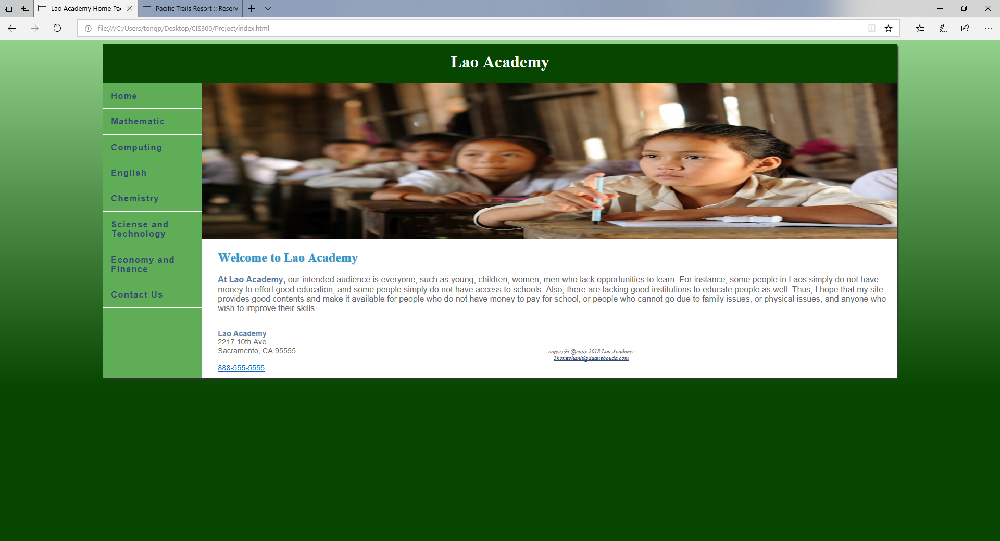 Lao Academy Home Pag
Pacific Trails Resort :: Reserv
file:///C:/Users/tongp/Desktop/CIS300/Project/index.html
Lao Academy
Home
Mathematic
Computing
English
Chemistry
Sciense and
Technology
Economy and
Finance
Contact Us
Welcome to Lao Academy
At Lao Academy, our intended audience is everyone; such as young, children, women, men who lack opportunities to learn. For instance, some people in Laos simply do not have
money to effort good education, and some people simply do not have access to schools. Also, there are lacking good institutions to educate people as well. Thus, I hope that my site
provides good contents and make it available for people who do not have money to pay for school, or people who cannot go due to family issues, or physical issues, and anyone who
wish to improve their skills.
Lao Academy
2217 10th Ave
Sacramento, CA 95555
888-555-5555
copyrght @copy 2018 Lao Academy
Thongphanh@duangbouda.com